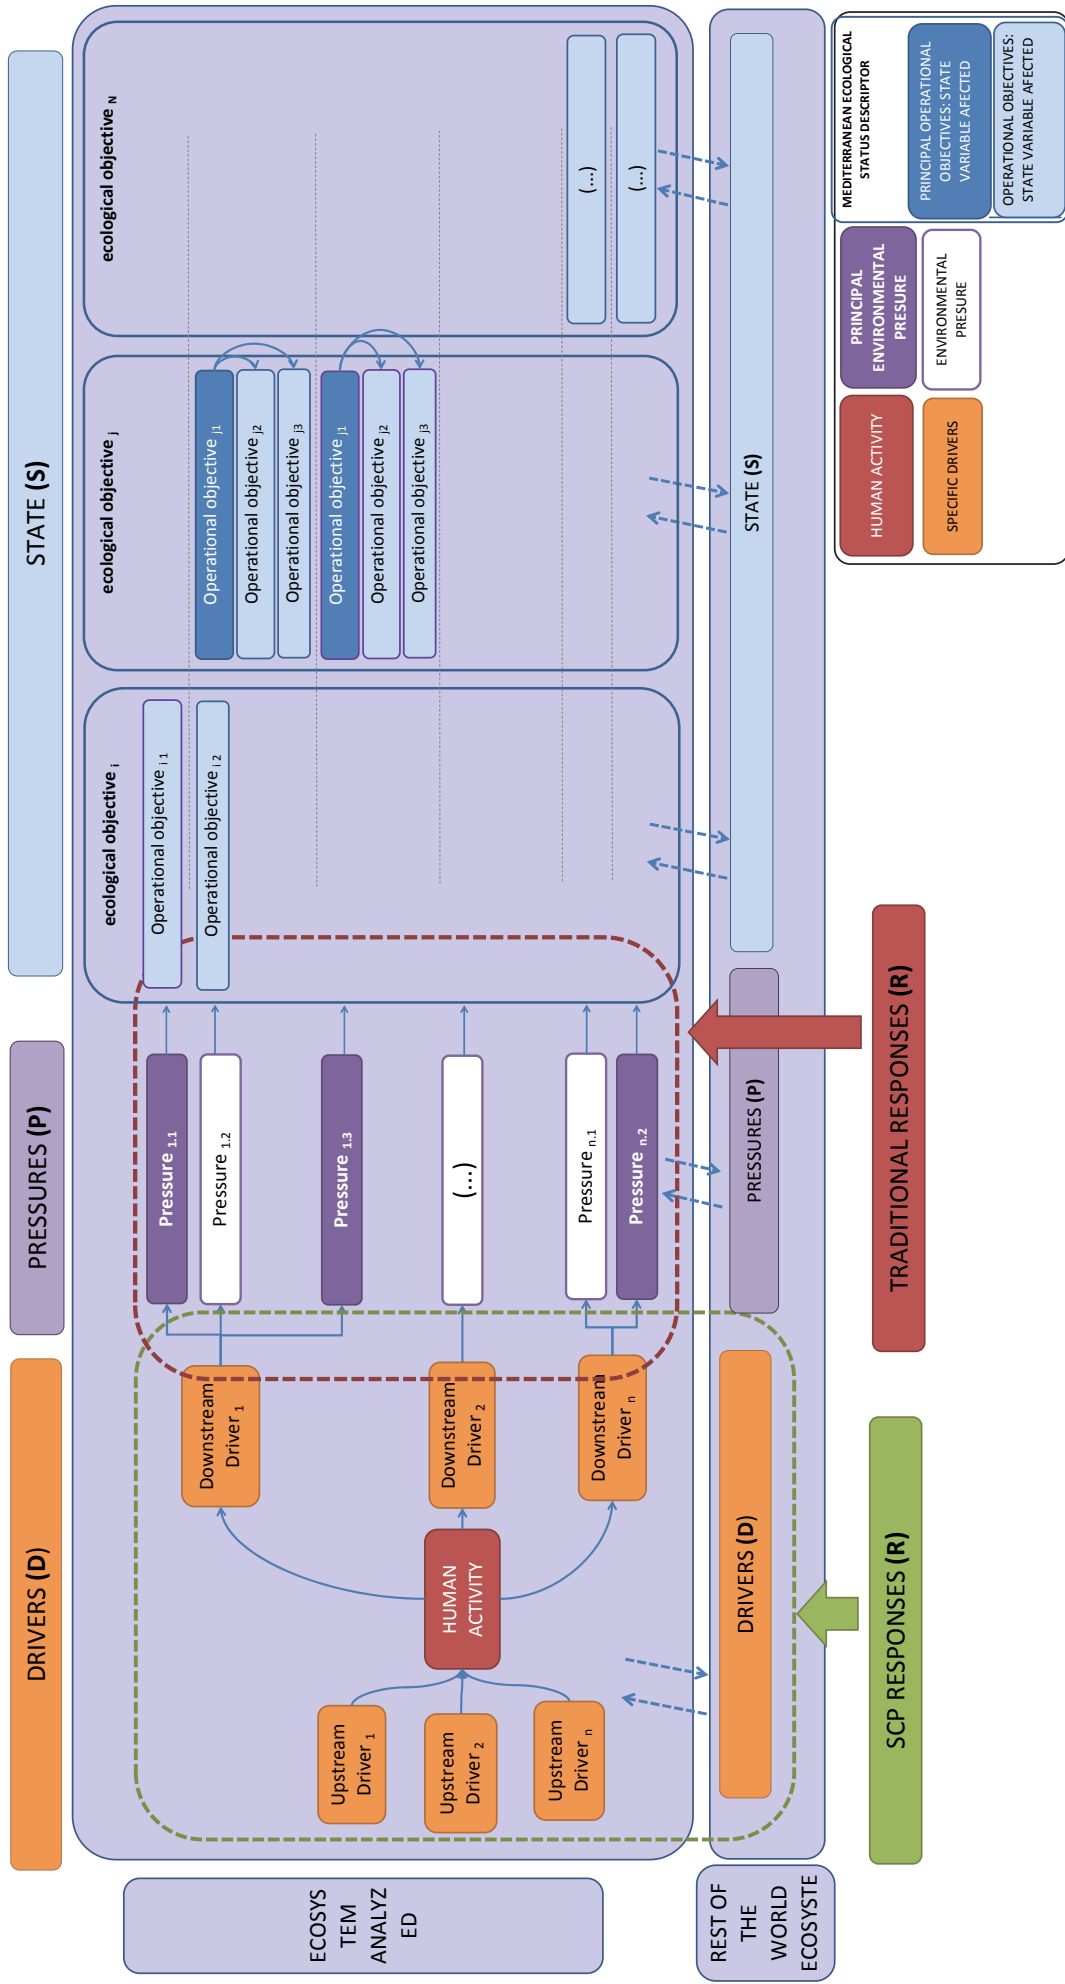 DRIVERS (D)
PRESSURES (P)
STATE (S)
ECOSYS
TEM
ANALYZ
ED
Upstream
Driver 1
Upstream
Driver 2
Upstream
Driver n
HUMAN
ACTIVITY
Downstream
Driver 1
Downstream
Driver 2
Downstream
Driver n
Pressure 1.1
Pressure 1.2
Pressure 1.3
(...)
Pressure n.1
Pressure n.2
ecological objective i
Operational objective i 1
Operational objective i 2
ecological objective j
Operational objective j1
Operational objective j2
Operational objective j3
Operational objective j1
Operational objective j2
Operational objective j3
ecological objective N
(...)
(...)
REST OF
THE
WORLD
ECOSYSTE
DRIVERS (D)
PRESSURES (P)
STATE (S)
SCP RESPONSES (R)
TRADITIONAL RESPONSES (R)
HUMAN ACTIVITY
SPECIFIC DRIVERS
PRINCIPAL
ENVIRONMENTAL
PRESURE
ENVIRONMENTAL
PRESURE
MEDITERRANEAN ECOLOGICAL
STATUS DESCRIPTOR
PRINCIPAL OPERATIONAL
OBJECTIVES: STATE
VARIABLE AFECTED
OPERATIONAL OBJECTIVES:
STATE VARIABLE AFECTED